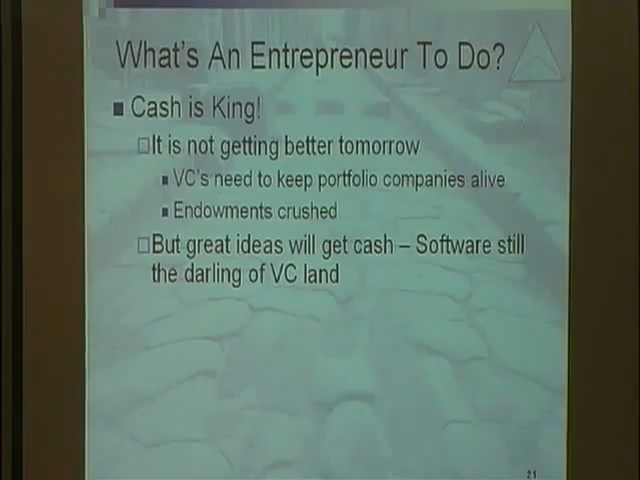 What's An Entrepreneur To Do?
Cash is King!
It is not getting better tomorrow
VC's need to keep portfolio companies alive
Endowments crushed
But great ideas will get cash – Software still
the darling of VC land
21